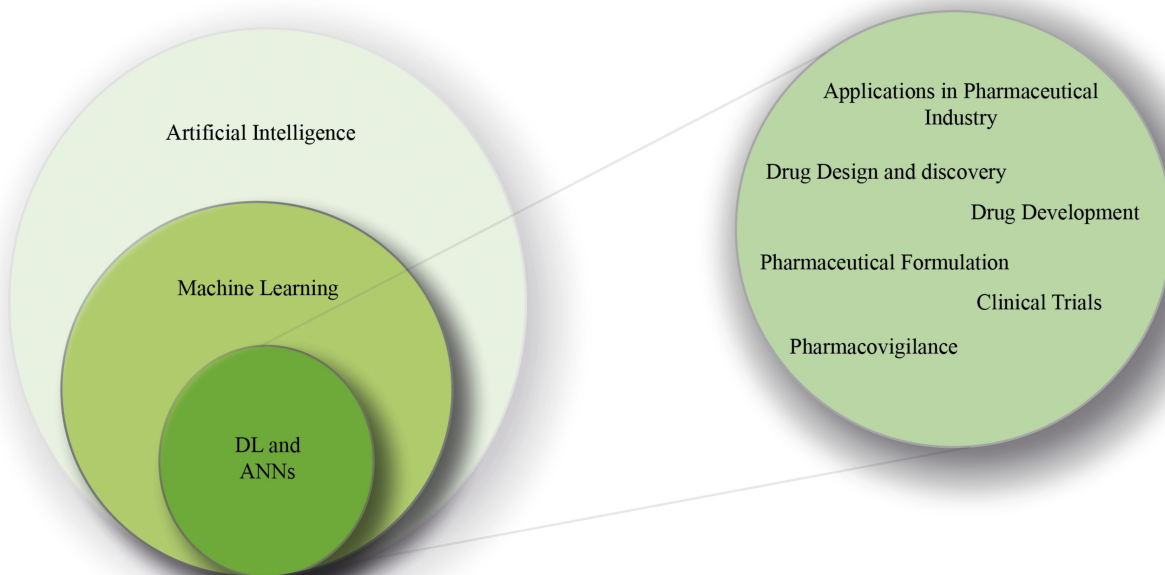 Artificial Intelligence
Machine Learning
DL and
ANNs
Applications in Pharmaceutical
Industry
Drug Design and discovery
Drug Development
Pharmaceutical Formulation
Clinical Trials
Pharmacovigilance